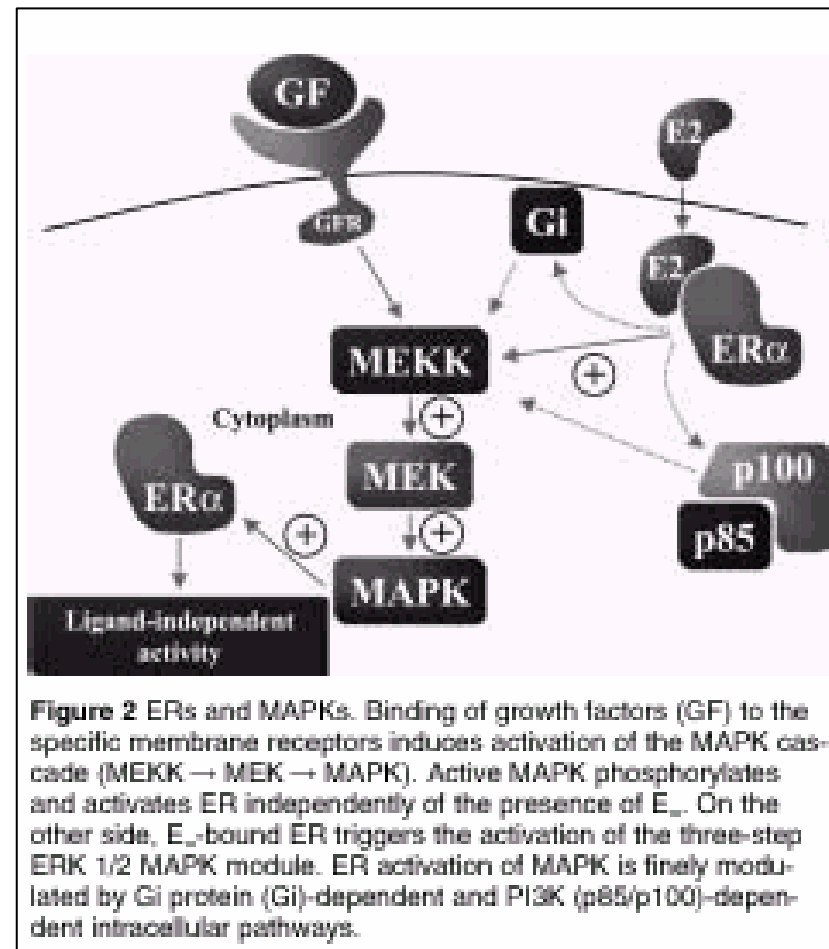 GF
E2
GFR
Gi
E2
ERα
MEKK
+
+
Cytoplasm
p100
MEK
ERα
p85
+
+
MAPK
Ligand-independent
activity
Figure 2 ERs and MAPKs. Binding of growth factors (GF) to the
specific membrane receptors induces activation of the MAPK cas-
cade (MEKK → MEK → MAPK). Active MAPK phosphorylates
and activates ER independently of the presence of E. On the
other side, E-bound ER triggers the activation of the three-step
ERK 1/2 MAPK module. ER activation of MAPK is finely modu-
lated by Gi protein (Gi)-dependent and PI3K (p85/p100)-depen-
dent intracellular pathways.